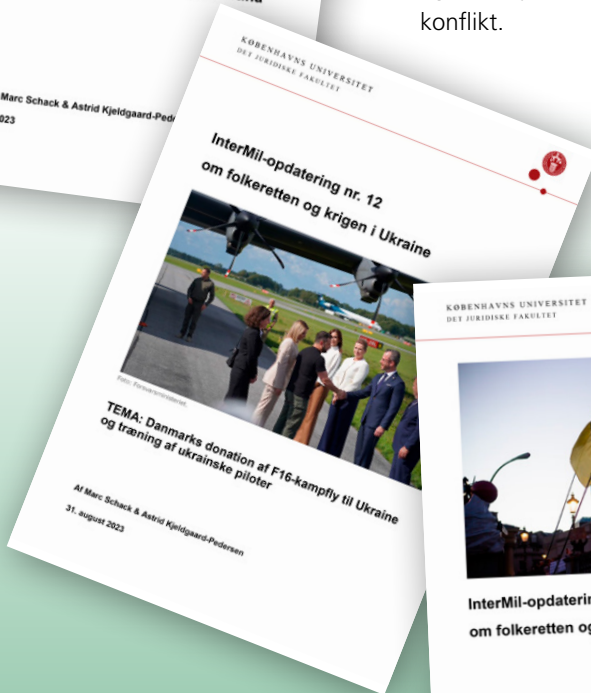 konflikt.
Marc Schack & Astrid Kjeldgaard-Pede
023
KØBENHAVNS UNIVERSITET
DET JURIDISKE FAKULTET
InterMil-opdatering nr. 12
om folkeretten og krigen i Ukraine
Foto: Forsvarsministeriet.
TEMA: Danmarks donation af F16-kampfly til Ukraine
og træning af ukrainske piloter
Af Marc Schack & Astrid Kjeldgaard-Pedersen
31. august 2023
KØBENHAVNS UNIVERSITET
DET JURIDISKE FAKULTET
InterMil-opdaterin
om folkeretten og